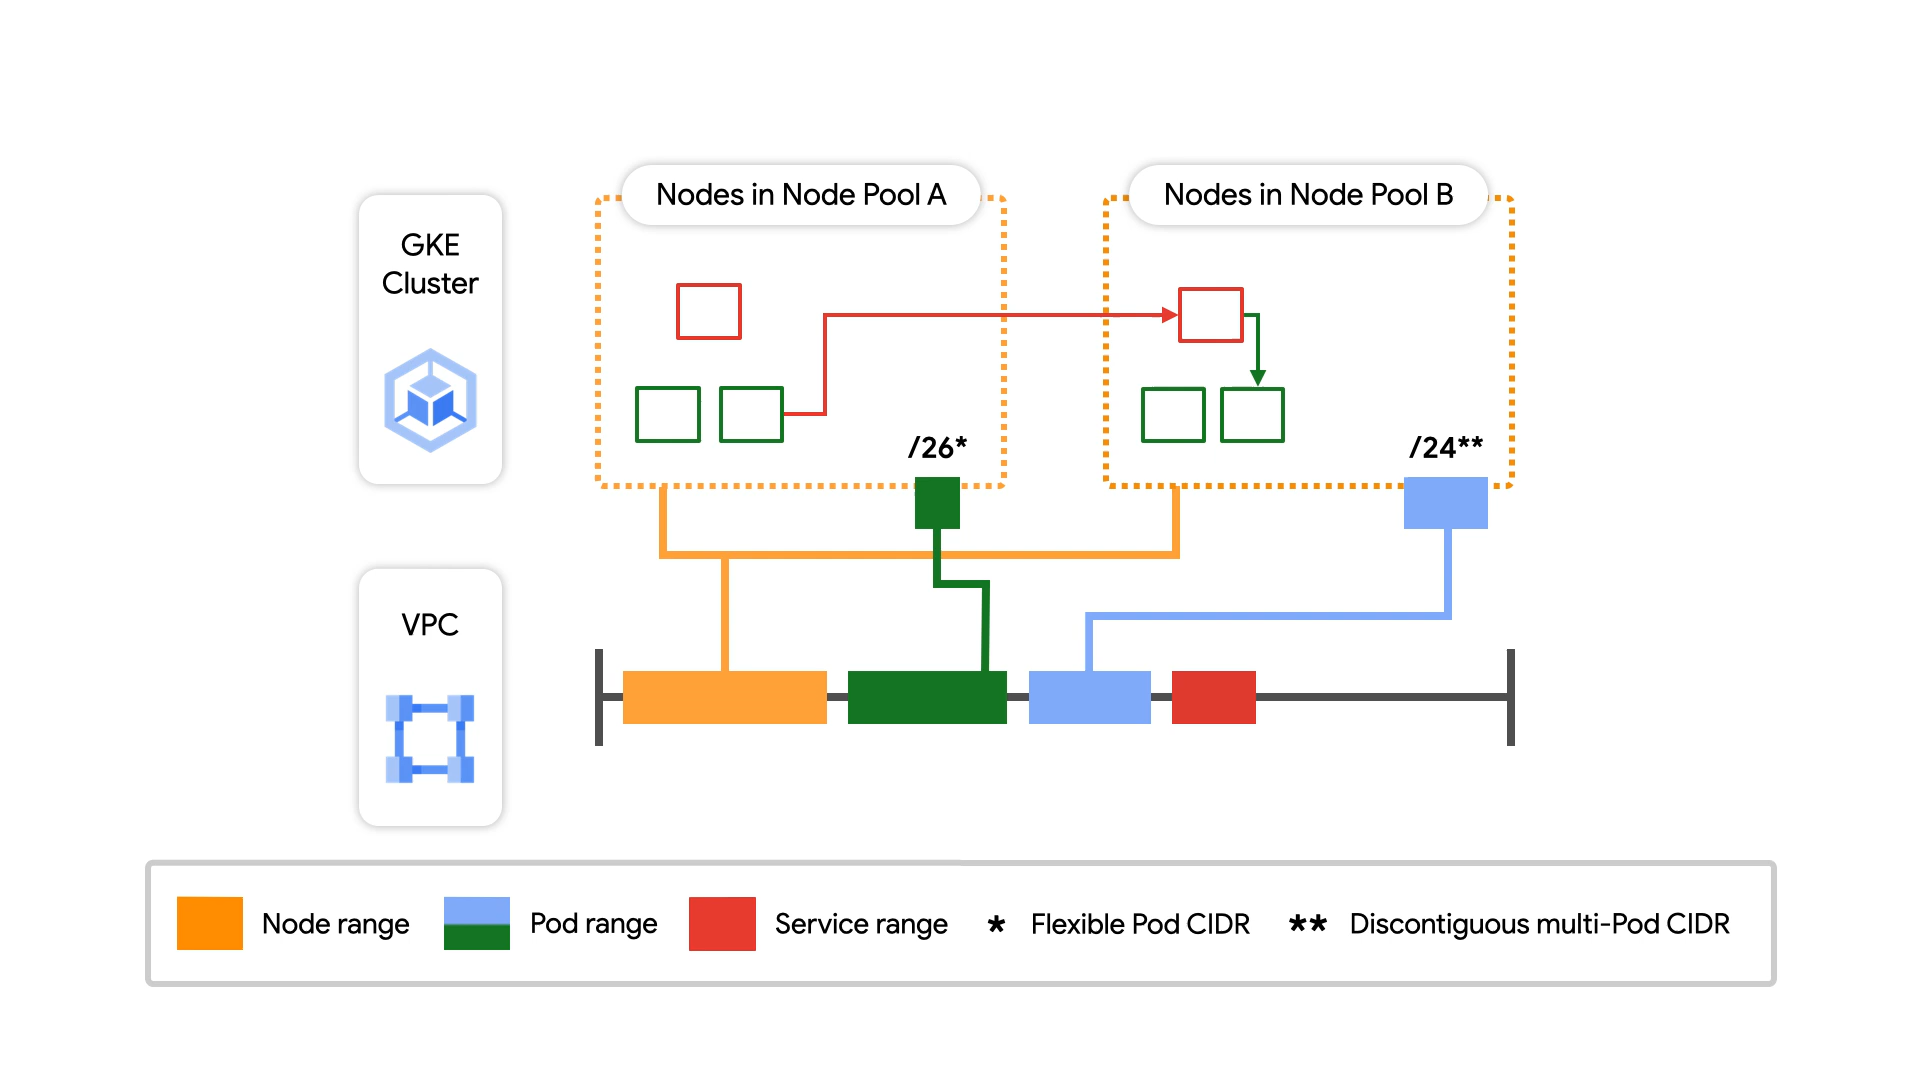 Nodes in Node Pool A
Nodes in Node Pool B
GKE
Cluster
/26*
/24**
VPC
Node range
Pod range
Service range
* Flexible Pod CIDR
** Discontiguous multi-Pod CIDR